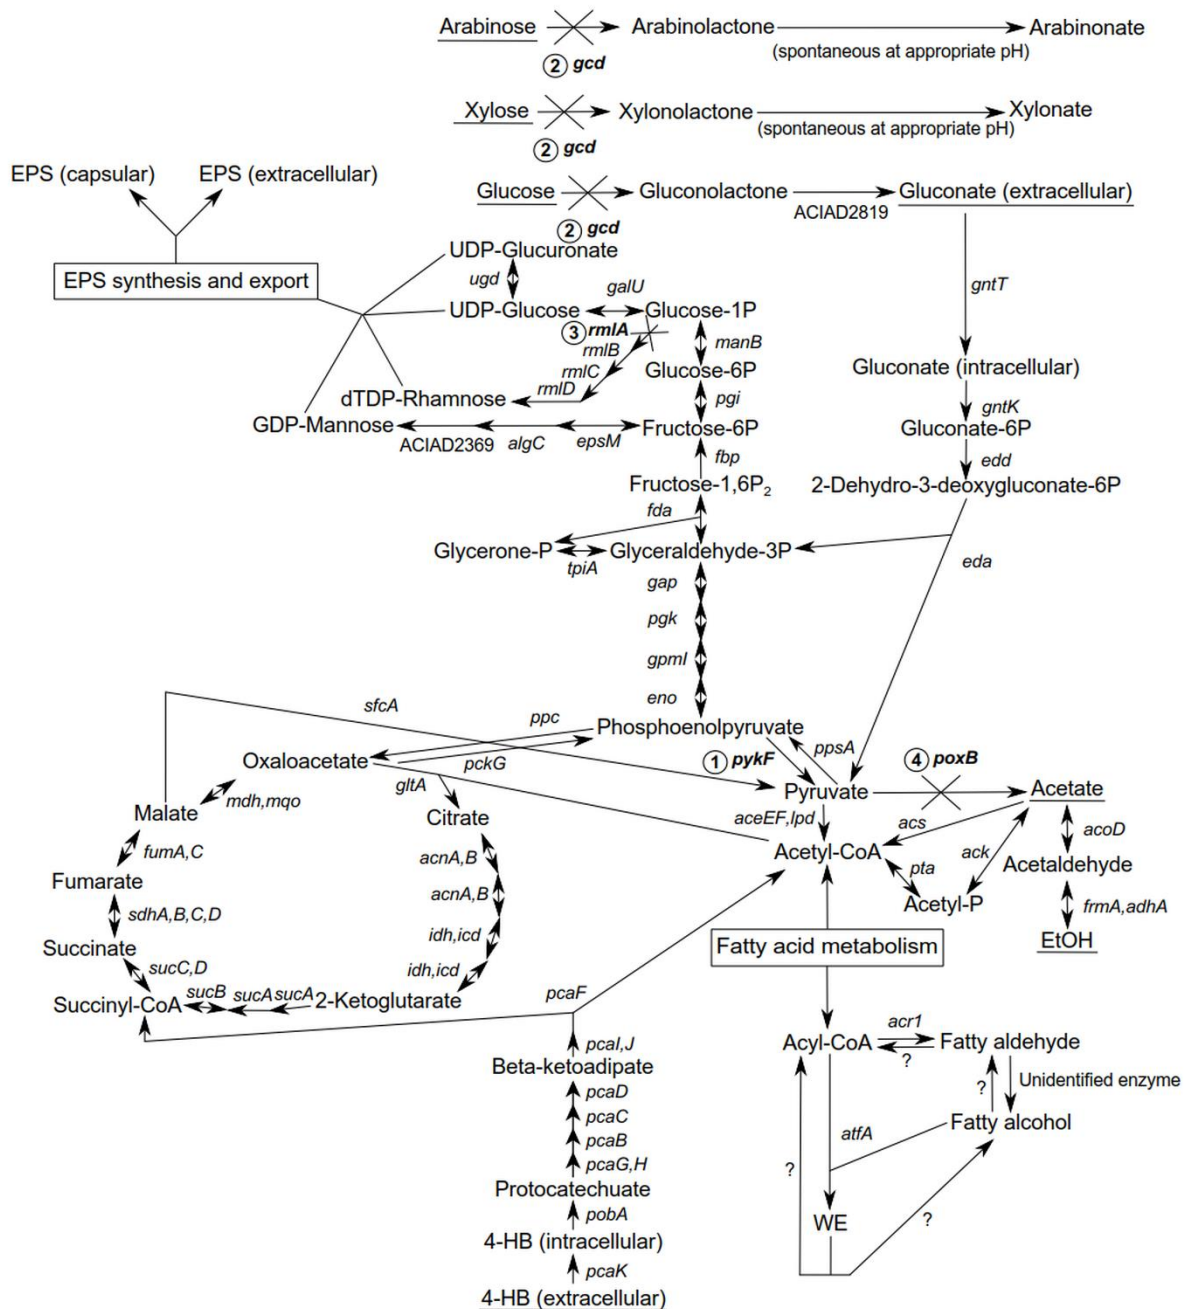 Arabinose
Arabinolactone
Arabinonate
(spontaneous at appropriate pH)
2 gcd
Xylose
Xylonolactone
Xylonate
(spontaneous at appropriate pH)
2 gcd
EPS (capsular)
EPS (extracellular)
Glucose
Gluconolactone
Gluconate (extracellular)
ACIAD2819
2 gcd
UDP-Glucuronate
EPS synthesis and export
ugd
galU
gntT
UDP-Glucose
Glucose-1P
3 rmlA
manB
rmlB
rmlC
Glucose-6P
Gluconate (intracellular)
rmlD
pgi
dTDP-Rhamnose
gntK
GDP-Mannose
Fructose-6P
Gluconate-6P
ACIAD2369
algC
epsM
fbp
edd
Fructose-1,6P2
2-Dehydro-3-deoxygluconate-6P
fda
Glycerone-P
Glyceraldehyde-3P
tpiA
eda
gap
pgk
gpmI
eno
sfcA
ppc
Phosphoenolpyruvate
Oxaloacetate
pckG
1 pykF
ppsA
4 poxB
gltA
Pyruvate
Acetate
mdh,mqo
Malate
Citrate
aceEF,lpd
acs
acoD
fumA,C
acnA,B
Acetyl-CoA
pta
ack
Acetaldehyde
Fumarate
acnA,B
Acetyl-P
frmA,adhA
sdhA,B,C,D
Succinate
idh,icd
Fatty acid metabolism
EtOH
sucC,D
idh,icd
Succinyl-CoA
sucB
sucA
sucA
2-Ketoglutarate
pcaF
acr1
pcaI,J
Acyl-CoA
Fatty aldehyde
?
Beta-ketoadipate
Unidentified enzyme
pcaD
?
pcaC
Fatty alcohol
pcaB
atfA
pcaG,H
?
Protocatechuate
pobA
WE
?
4-HB (intracellular)
pcaK
4-HB (extracellular)